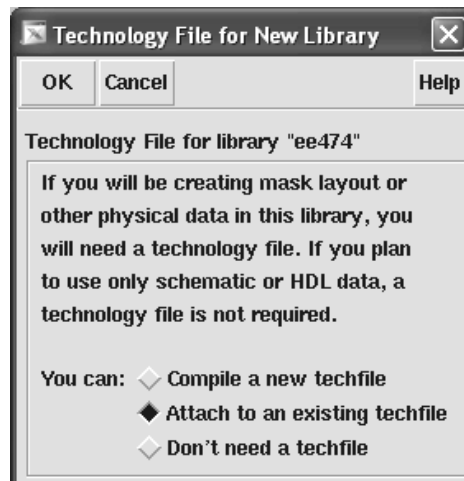 Technology File for New Library
OK Cancel Help
Technology File for library "ee474"
If you will be creating mask layout or
other physical data in this library, you
will need a technology file. If you plan
to use only schematic or HDL data, a
technology file is not required.
You can: Compile a new techfile
Attach to an existing techfile
Don't need a techfile